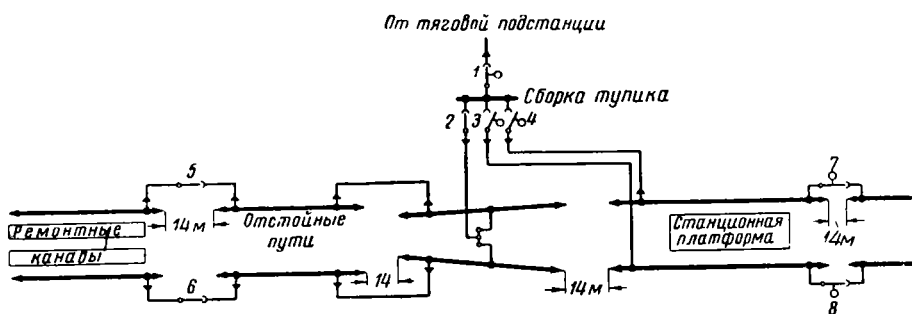 От тяговой подстанции
1
Сборка тупика
2 3 4
5
7
14м
Отстойные
пути
Станционная
платформа
14м
Ремонтные
канавы
6
14
14м
8